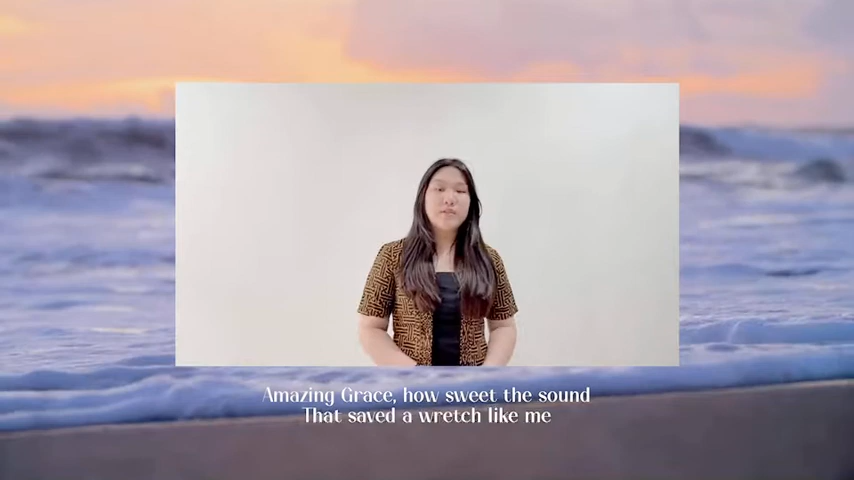 Amazing Grace, how sweet the sound
That saved a wretch like me